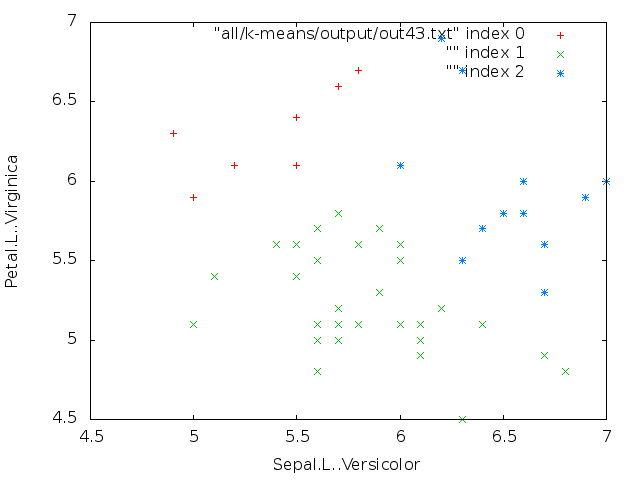 7
"all/k-means/output/out43.txt" index 0
"" index 1
"" index 2
6.5
6
5.5
5
4.5
Petal.L..Virginica
4.5 5 5.5 6 6.5 7
Sepal.L..Versicolor